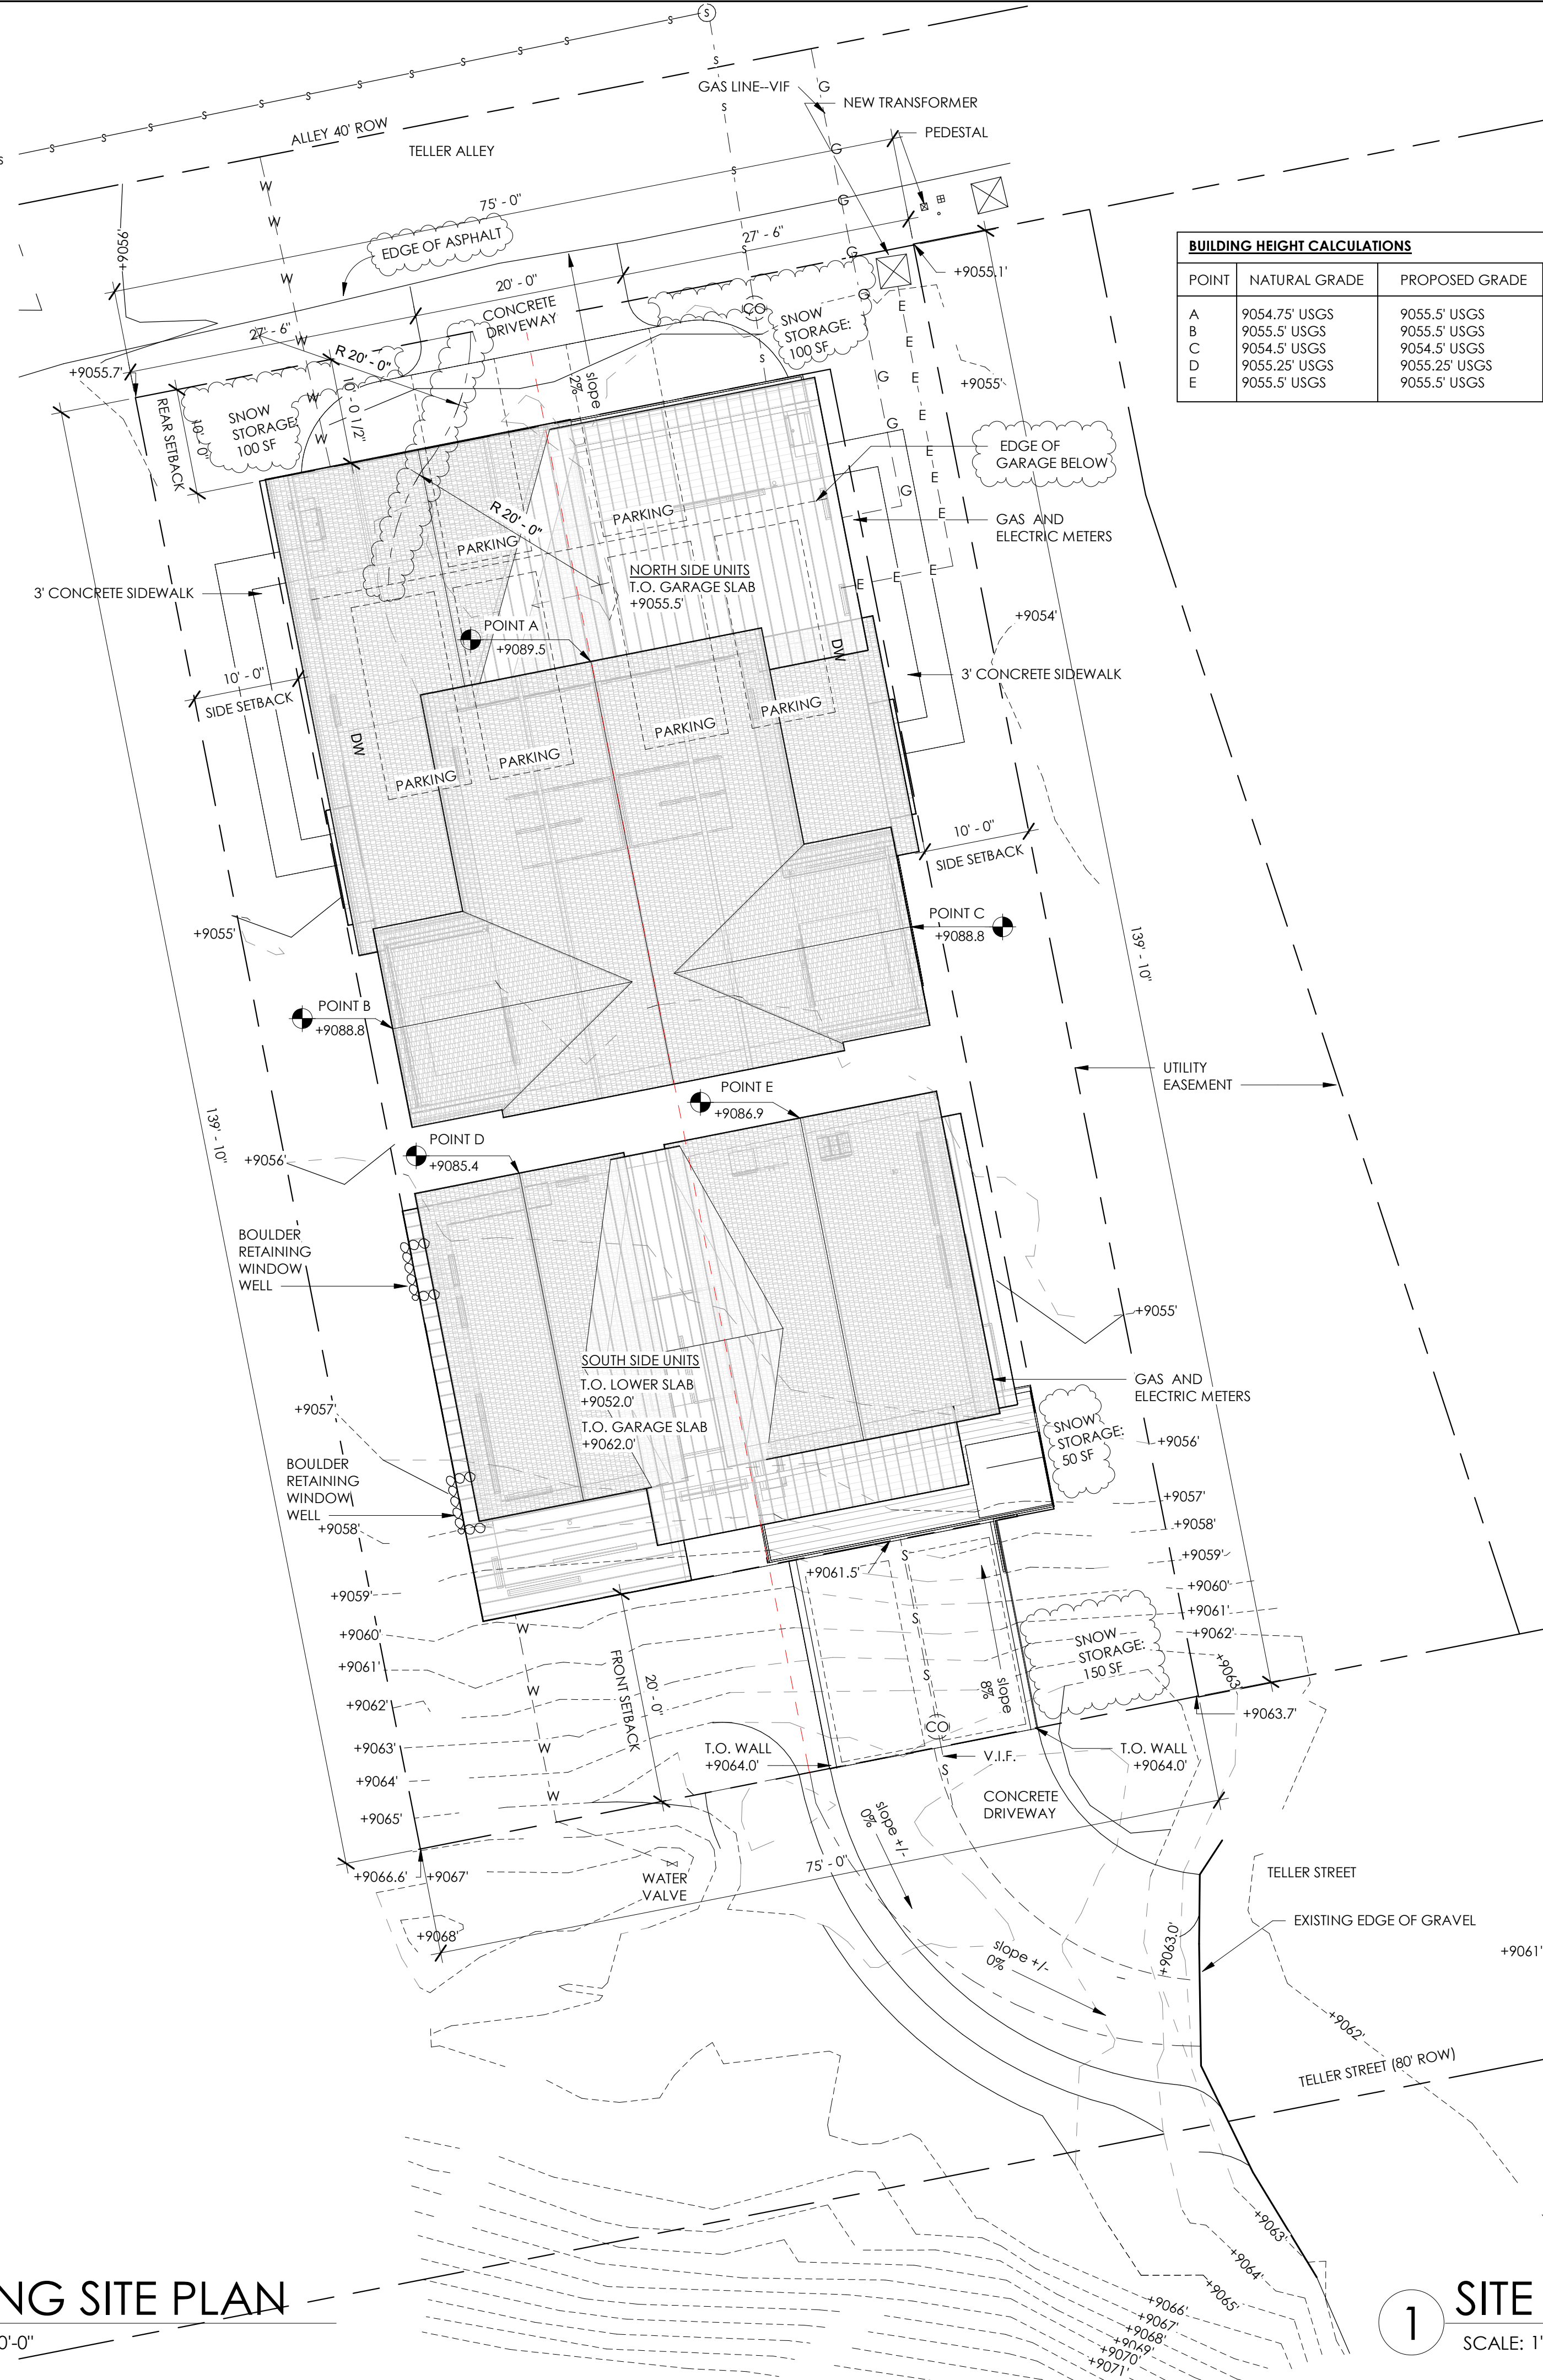 S
GAS LINE--VIF
G
NEW TRANSFORMER
PEDESTAL
ALLEY 40' ROW
TELLER ALLEY
75' - 0"
EDGE OF ASPHALT
27' - 6"
+9056'
+9055.1'
20' - 0"
CONCRETE
DRIVEWAY
SNOW
STORAGE:
100 SF
27' - 6"
R 20' - 0"
+9055.7'
10' - 0 1/2"
slope
2%
+9055'
REAR SETBACK
10' - 0"
SNOW
STORAGE:
100 SF
BUILDING HEIGHT CALCULATIONS
POINT NATURAL GRADE PROPOSED GRADE
A 9054.75' USGS 9055.5' USGS
B 9055.5' USGS 9055.5' USGS
C 9054.5' USGS 9054.5' USGS
D 9055.25' USGS 9055.25' USGS
E 9055.5' USGS 9055.5' USGS
EDGE OF
GARAGE BELOW
R 20' - 0"
PARKING
PARKING
GAS AND
ELECTRIC METERS
NORTH SIDE UNITS
T.O. GARAGE SLAB
+9055.5'
3' CONCRETE SIDEWALK
POINT A
+9089.5
+9054'
DW
3' CONCRETE SIDEWALK
10' - 0"
SIDE SETBACK
DW
PARKING
PARKING
PARKING
PARKING
10' - 0"
SIDE SETBACK
+9055'
POINT C
+9088.8
139' - 10"
POINT B
+9088.8
UTILITY
EASEMENT
POINT E
+9086.9
139' - 10"
POINT D
+9085.4
+9056'
BOULDER
RETAINING
WINDOW
WELL
+9055'
SOUTH SIDE UNITS
T.O. LOWER SLAB
+9052.0'
T.O. GARAGE SLAB
+9062.0'
GAS AND
ELECTRIC METERS
+9057'
SNOW
STORAGE:
50 SF
+9056'
BOULDER
RETAINING
WINDOW
WELL
+9058'
+9057'
+9058'
+9059'
+9061.5'
+9060'
+9059'
+9061'
+9062'
+9060'
SNOW
STORAGE:
150 SF
+9061'
FRONT SETBACK
20' - 0"
slope
8%
+9063'
+9062'
+9063.7'
CO
+9063'
T.O. WALL
+9064.0'
V.I.F.
T.O. WALL
+9064.0'
+9064'
CONCRETE
DRIVEWAY
+9065'
slope +/-
0%
75' - 0"
+9066.6'
+9067'
WATER
VALVE
TELLER STREET
+9068'
EXISTING EDGE OF GRAVEL
+9063.0'
slope +/-
0%
+9061'
+9062'
TELLER STREET (80' ROW)
+9063'
+9064'
+9065'
+9066'
+9067'
+9068'
+9069'
+9070'
+9071'
NG SITE PLAN
0'-0"
1
SITE
SCALE: 1"